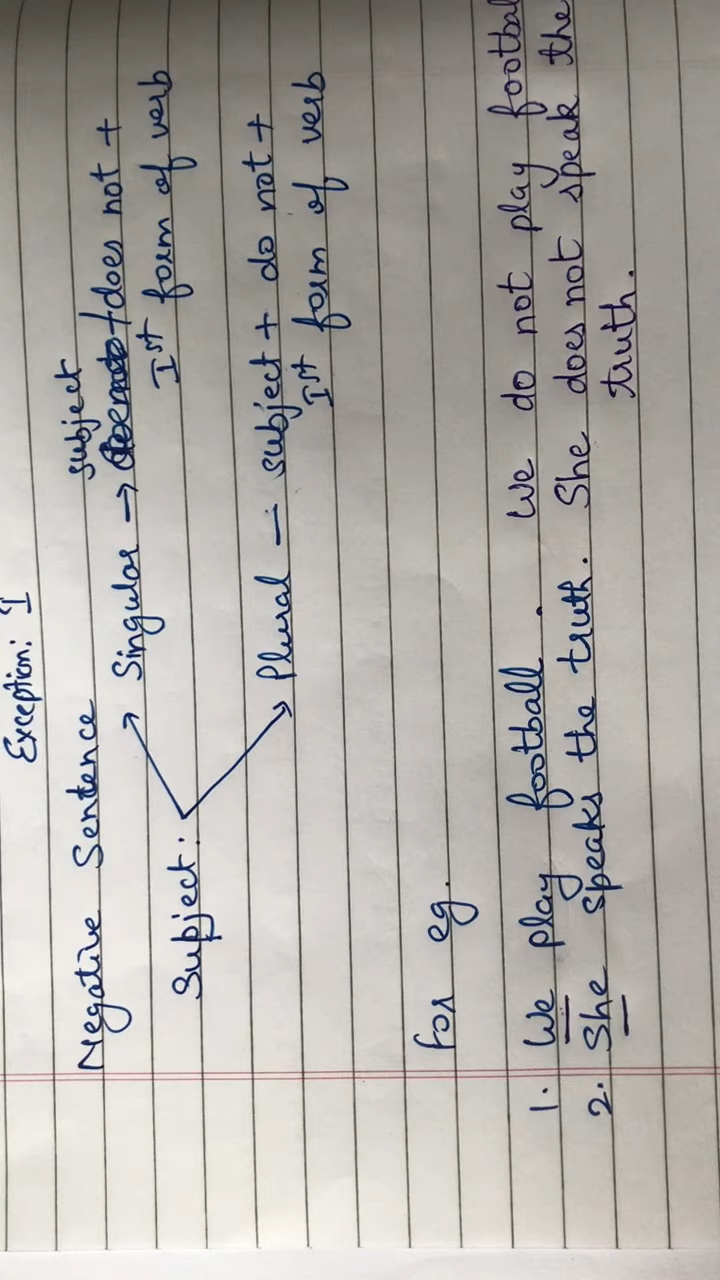 Exception: I
Negative Sentence
subject
Singular → + does not +
Ist form of verb
Subject:
Plural — subject + do not +
Ist form of verb
for eg.
1. We play football. We do not play footbal
2. She speaks the truth. She does not speak the
truth.